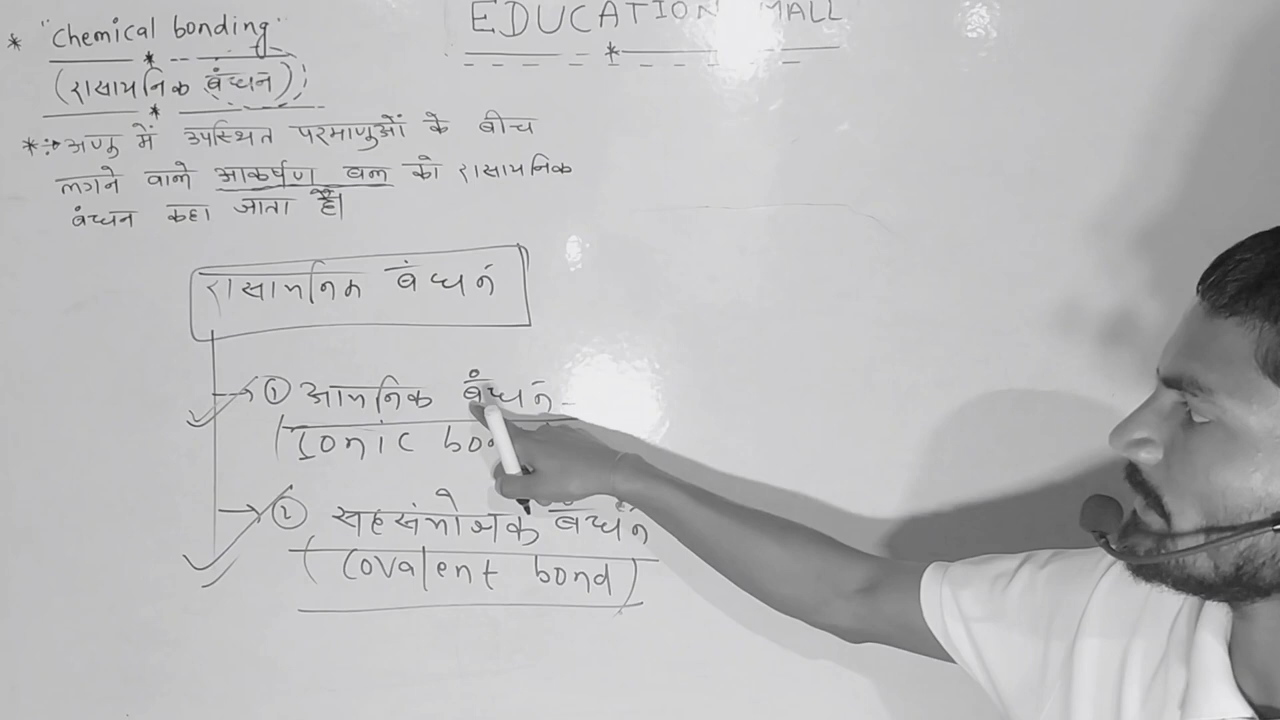 EDUCATION MALL
* "Chemical bonding"
(रासायनिक बंधन)
*:→ अणु में उपस्थित परमाणुओं के बीच
लगने वाले आकर्षण बल को रासायनिक
बंधन कहा जाता है।
रासायनिक बंधन
→ ① आयनिक बंधन
(Ionic
→ ② सहसंयोजक बंधन
(Covalent bond)